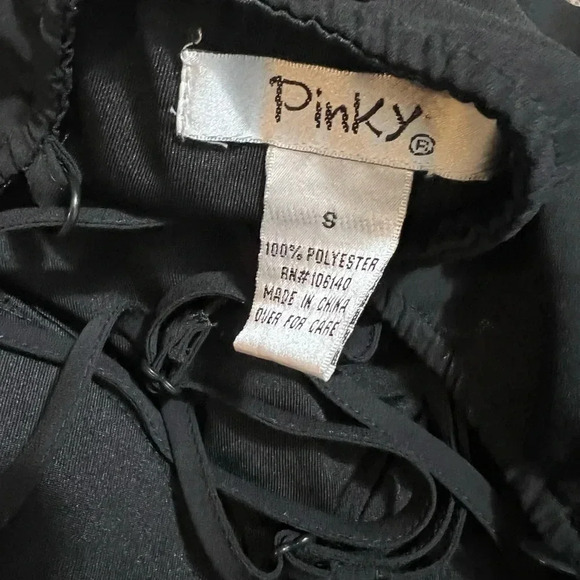 Pinky®
S
100% POLYESTER
RN#106140
MADE IN CHINA
OVER FOR CARE